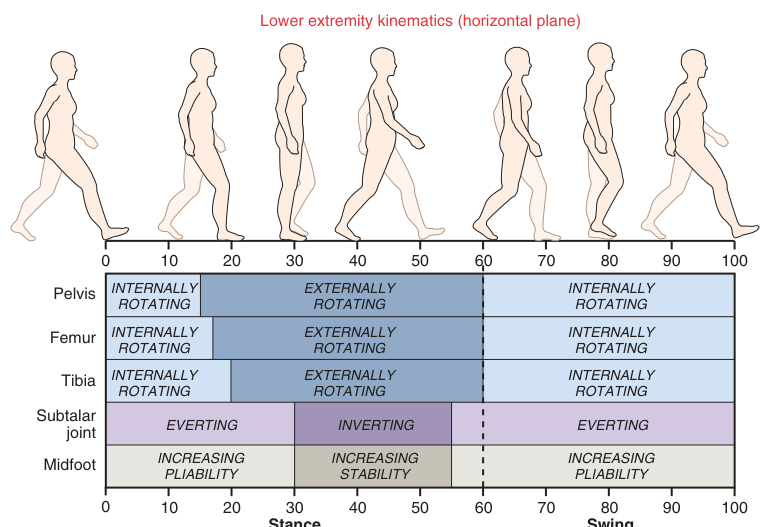 Lower extremity kinematics (horizontal plane)
0 10 20 30 40 50 60 70 80 90 100
Pelvis
INTERNALLY
ROTATING
EXTERNALLY
ROTATING
INTERNALLY
ROTATING
Femur
INTERNALLY
ROTATING
EXTERNALLY
ROTATING
INTERNALLY
ROTATING
Tibia
INTERNALLY
ROTATING
EXTERNALLY
ROTATING
INTERNALLY
ROTATING
Subtalar
joint
EVERTING
INVERTING
EVERTING
Midfoot
INCREASING
PLIABILITY
INCREASING
STABILITY
INCREASING
PLIABILITY
0 10 20 30 40 50 60 70 80 90 100
Stance
Swing